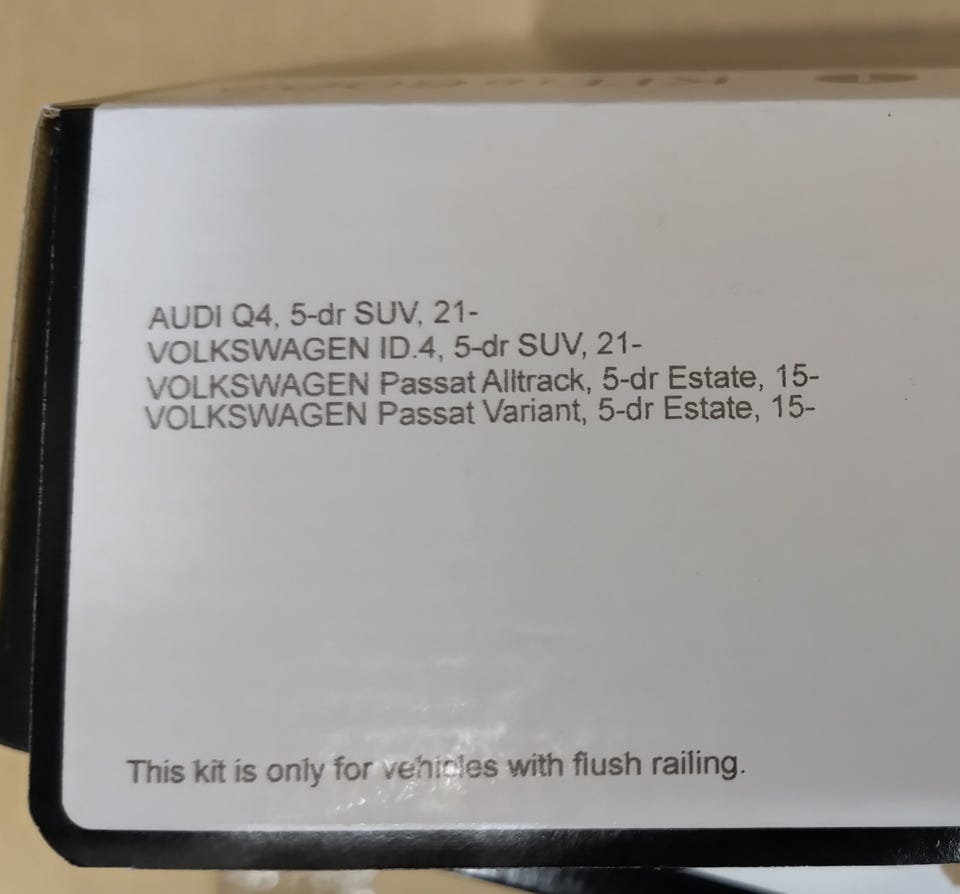 AUDI Q4, 5-dr SUV, 21-
VOLKSWAGEN ID.4, 5-dr SUV, 21-
VOLKSWAGEN Passat Alltrack, 5-dr Estate, 15-
VOLKSWAGEN Passat Variant, 5-dr Estate, 15-
This kit is only for vehicles with flush railing.